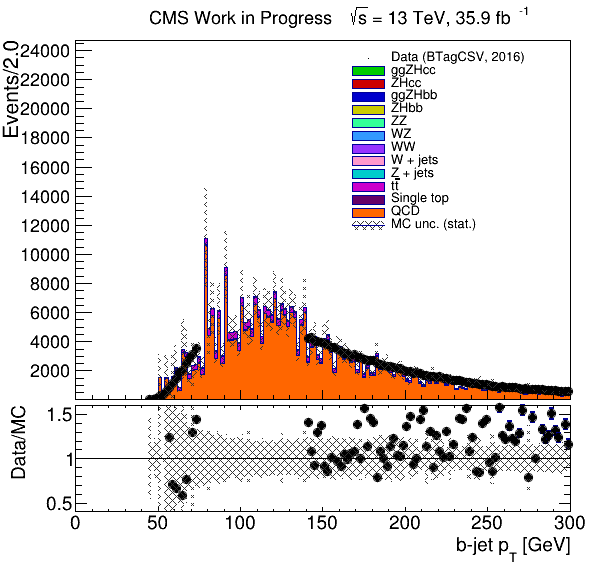 CMS Work in Progress √s = 13 TeV, 35.9 fb⁻¹
Events/2.0
24000
22000
20000
18000
16000
14000
12000
10000
8000
6000
4000
2000
Data (BTagCSV, 2016)
ggZHcc
ZHcc
ggZHbb
ZHbb
ZZ
WZ
WW
W + jets
Z + jets
tt̅
Single top
QCD
MC unc. (stat.)
Data/MC
1.5
1
0.5
0 50 100 150 200 250 300
b-jet p_T [GeV]